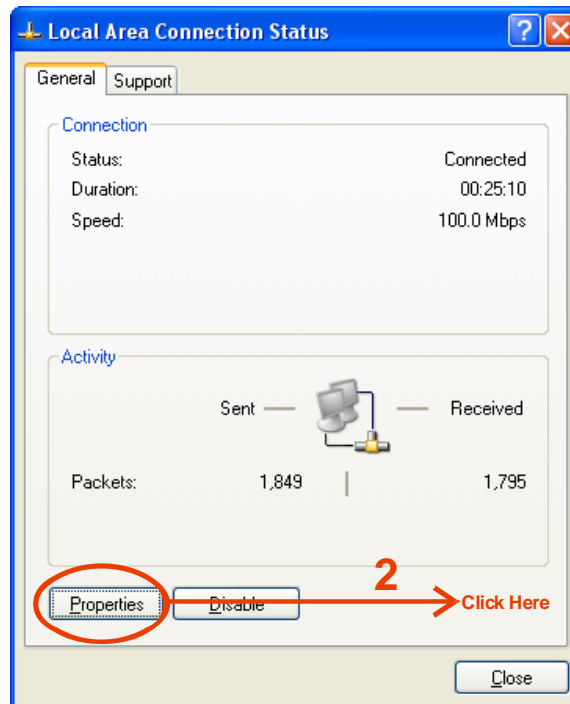 Local Area Connection Status
General Support
Connection
Status: Connected
Duration: 00:25:10
Speed: 100.0 Mbps
Activity
Sent — — Received
Packets: 1,849 | 1,795
2
Properties Disable Click Here
Close